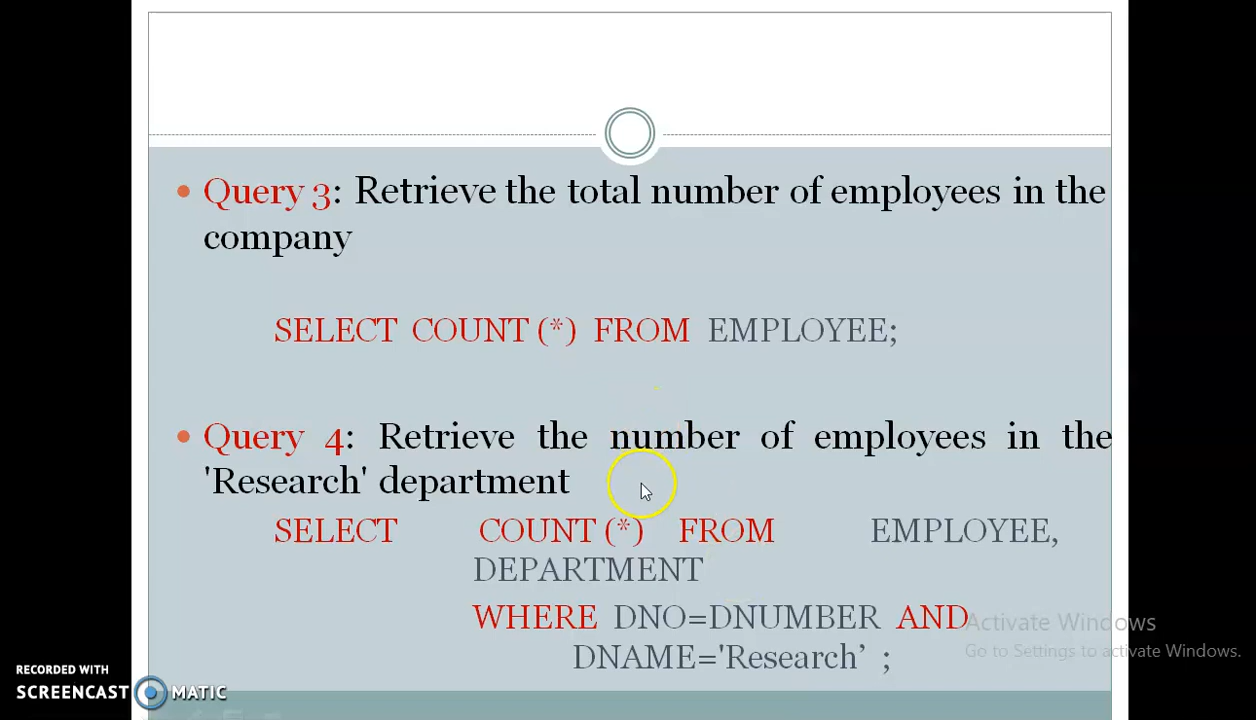 Query 3: Retrieve the total number of employees in the
company
SELECT COUNT (*) FROM EMPLOYEE;
Query 4: Retrieve the number of employees in the
'Research' department
SELECT COUNT (*) FROM EMPLOYEE,
DEPARTMENT
WHERE DNO=DNUMBER AND
DNAME='Research’ ;
Activate Windows
Go to Settings to activate Windows.
RECORDED WITH
SCREENCAST MATIC